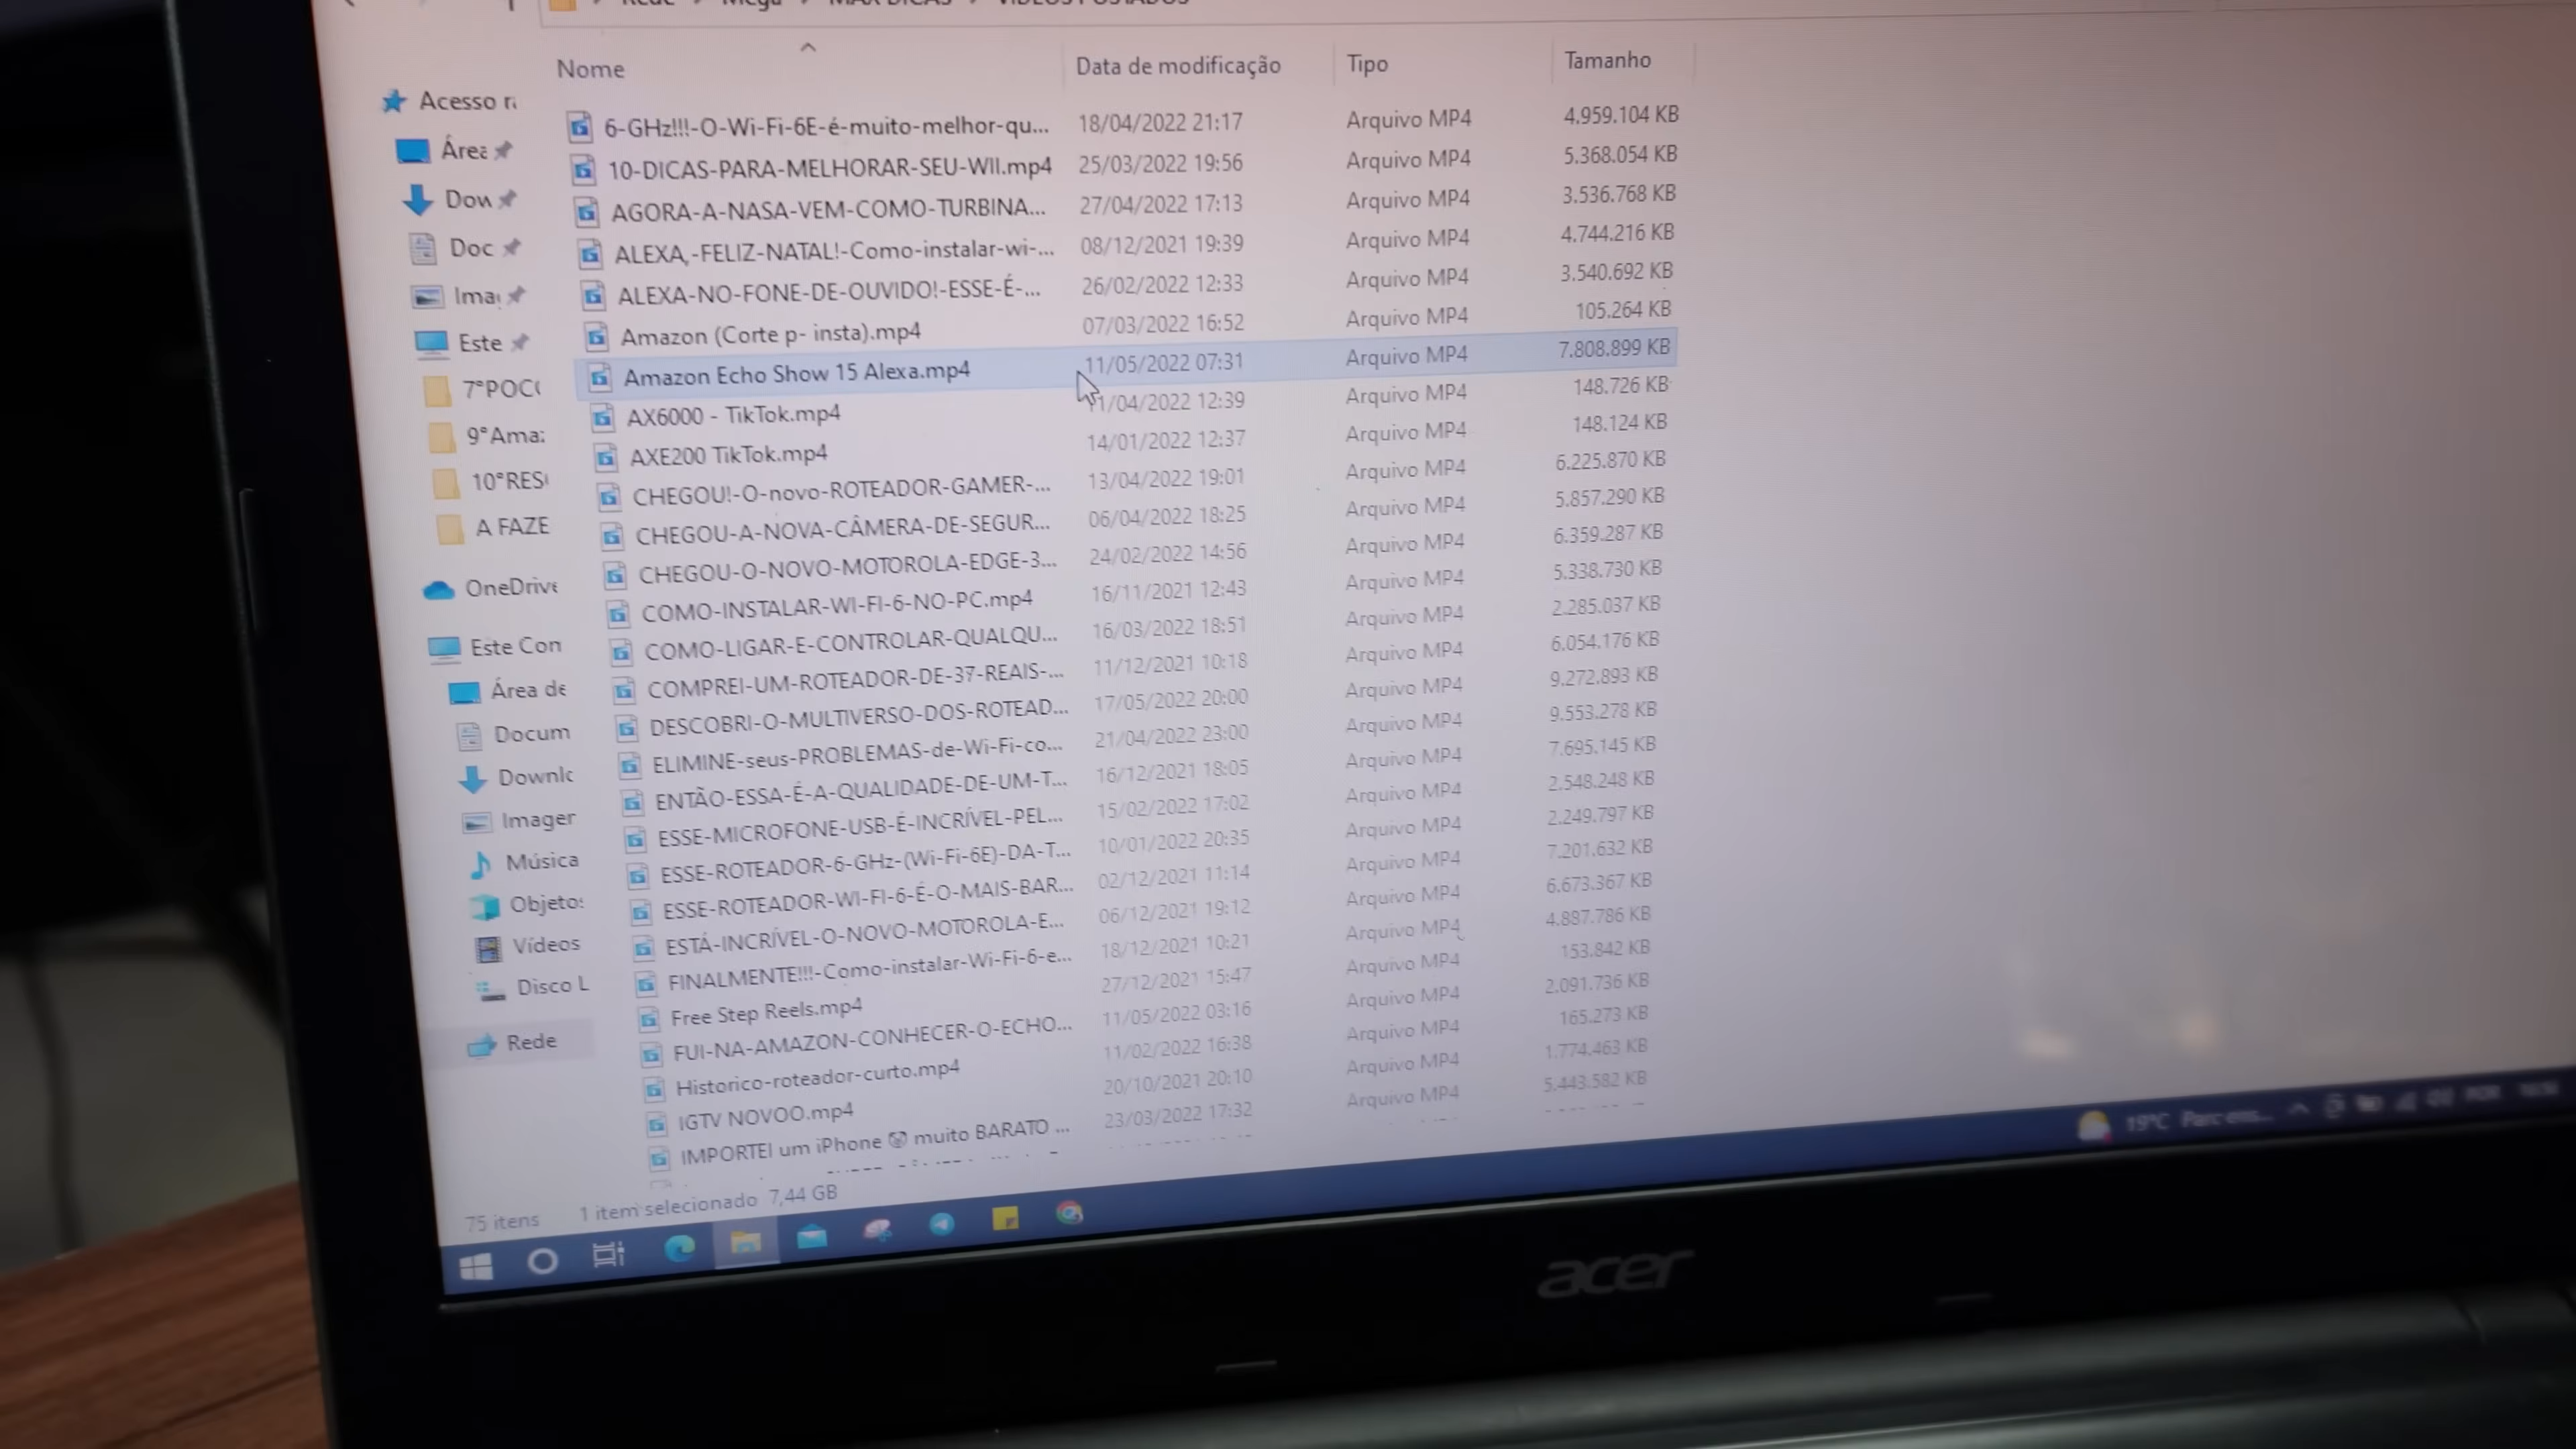 Nome Data de modificação Tipo Tamanho
Acesso r
6-GHz!!!-O-Wi-Fi-6E-é-muito-melhor-qu... 18/04/2022 21:17 Arquivo MP4 4.959.104 KB
Área
10-DICAS-PARA-MELHORAR-SEU-WII.mp4 25/03/2022 19:56 Arquivo MP4 5.368.054 KB
Dow
AGORA-A-NASA-VEM-COMO-TURBINA... 27/04/2022 17:13 Arquivo MP4 3.536.768 KB
Doc
ALEXA,-FELIZ-NATAL!-Como-instalar-wi-... 08/12/2021 19:39 Arquivo MP4 4.744.216 KB
Ima
ALEXA-NO-FONE-DE-OUVIDO!-ESSE-É-... 26/02/2022 12:33 Arquivo MP4 3.540.692 KB
Este
Amazon (Corte p- insta).mp4 07/03/2022 16:52 Arquivo MP4 105.264 KB
7°POC
Amazon Echo Show 15 Alexa.mp4 11/05/2022 07:31 Arquivo MP4 7.808.899 KB
9°Ama
AX6000 - TikTok.mp4 11/04/2022 12:39 Arquivo MP4 148.726 KB
10°RES
AXE200 TikTok.mp4 14/01/2022 12:37 Arquivo MP4 148.124 KB
A FAZE
CHEGOU!-O-novo-ROTEADOR-GAMER-... 13/04/2022 19:01 Arquivo MP4 6.225.870 KB
CHEGOU-A-NOVA-CÂMERA-DE-SEGUR... 06/04/2022 18:25 Arquivo MP4 5.857.290 KB
OneDrive
CHEGOU-O-NOVO-MOTOROLA-EDGE-3... 24/02/2022 14:56 Arquivo MP4 6.359.287 KB
COMO-INSTALAR-WI-FI-6-NO-PC.mp4 16/11/2021 12:43 Arquivo MP4 5.338.730 KB
Este Con
COMO-LIGAR-E-CONTROLAR-QUALQU... 16/03/2022 18:51 Arquivo MP4 2.285.037 KB
Área de
COMPREI-UM-ROTEADOR-DE-37-REAIS-... 11/12/2021 10:18 Arquivo MP4 6.054.176 KB
Docum
DESCOBRI-O-MULTIVERSO-DOS-ROTEAD... 17/05/2022 20:00 Arquivo MP4 9.272.893 KB
Downlc
ELIMINE-seus-PROBLEMAS-de-Wi-Fi-co... 21/04/2022 23:00 Arquivo MP4 9.553.278 KB
Imager
ENTÃO-ESSA-É-A-QUALIDADE-DE-UM-T... 16/12/2021 18:05 Arquivo MP4 7.695.145 KB
Música
ESSE-MICROFONE-USB-É-INCRÍVEL-PEL... 15/02/2022 17:02 Arquivo MP4 2.548.248 KB
Objeto
ESSE-ROTEADOR-6-GHz-(Wi-Fi-6E)-DA-T... 10/01/2022 20:35 Arquivo MP4 2.249.797 KB
Vídeos
ESSE-ROTEADOR-WI-FI-6-É-O-MAIS-BAR... 02/12/2021 11:14 Arquivo MP4 7.201.632 KB
Disco L
ESTÁ-INCRÍVEL-O-NOVO-MOTOROLA-E... 06/12/2021 19:12 Arquivo MP4 6.673.367 KB
Rede
FINALMENTE!!!-Como-instalar-Wi-Fi-6-e... 18/12/2021 10:21 Arquivo MP4 4.887.786 KB
Free Step Reels.mp4 27/12/2021 15:47 Arquivo MP4 153.842 KB
FUI-NA-AMAZON-CONHECER-O-ECHO... 11/05/2022 03:16 Arquivo MP4 2.091.736 KB
Historico-roteador-curto.mp4 11/02/2022 16:38 Arquivo MP4 165.273 KB
IGTV NOVOO.mp4 20/10/2021 20:10 Arquivo MP4 1.774.463 KB
IMPORTEI um iPhone muito BARATO ... 23/03/2022 17:32 Arquivo MP4 5.443.582 KB
75 itens 1 item selecionado 7,44 GB
19°C
acer